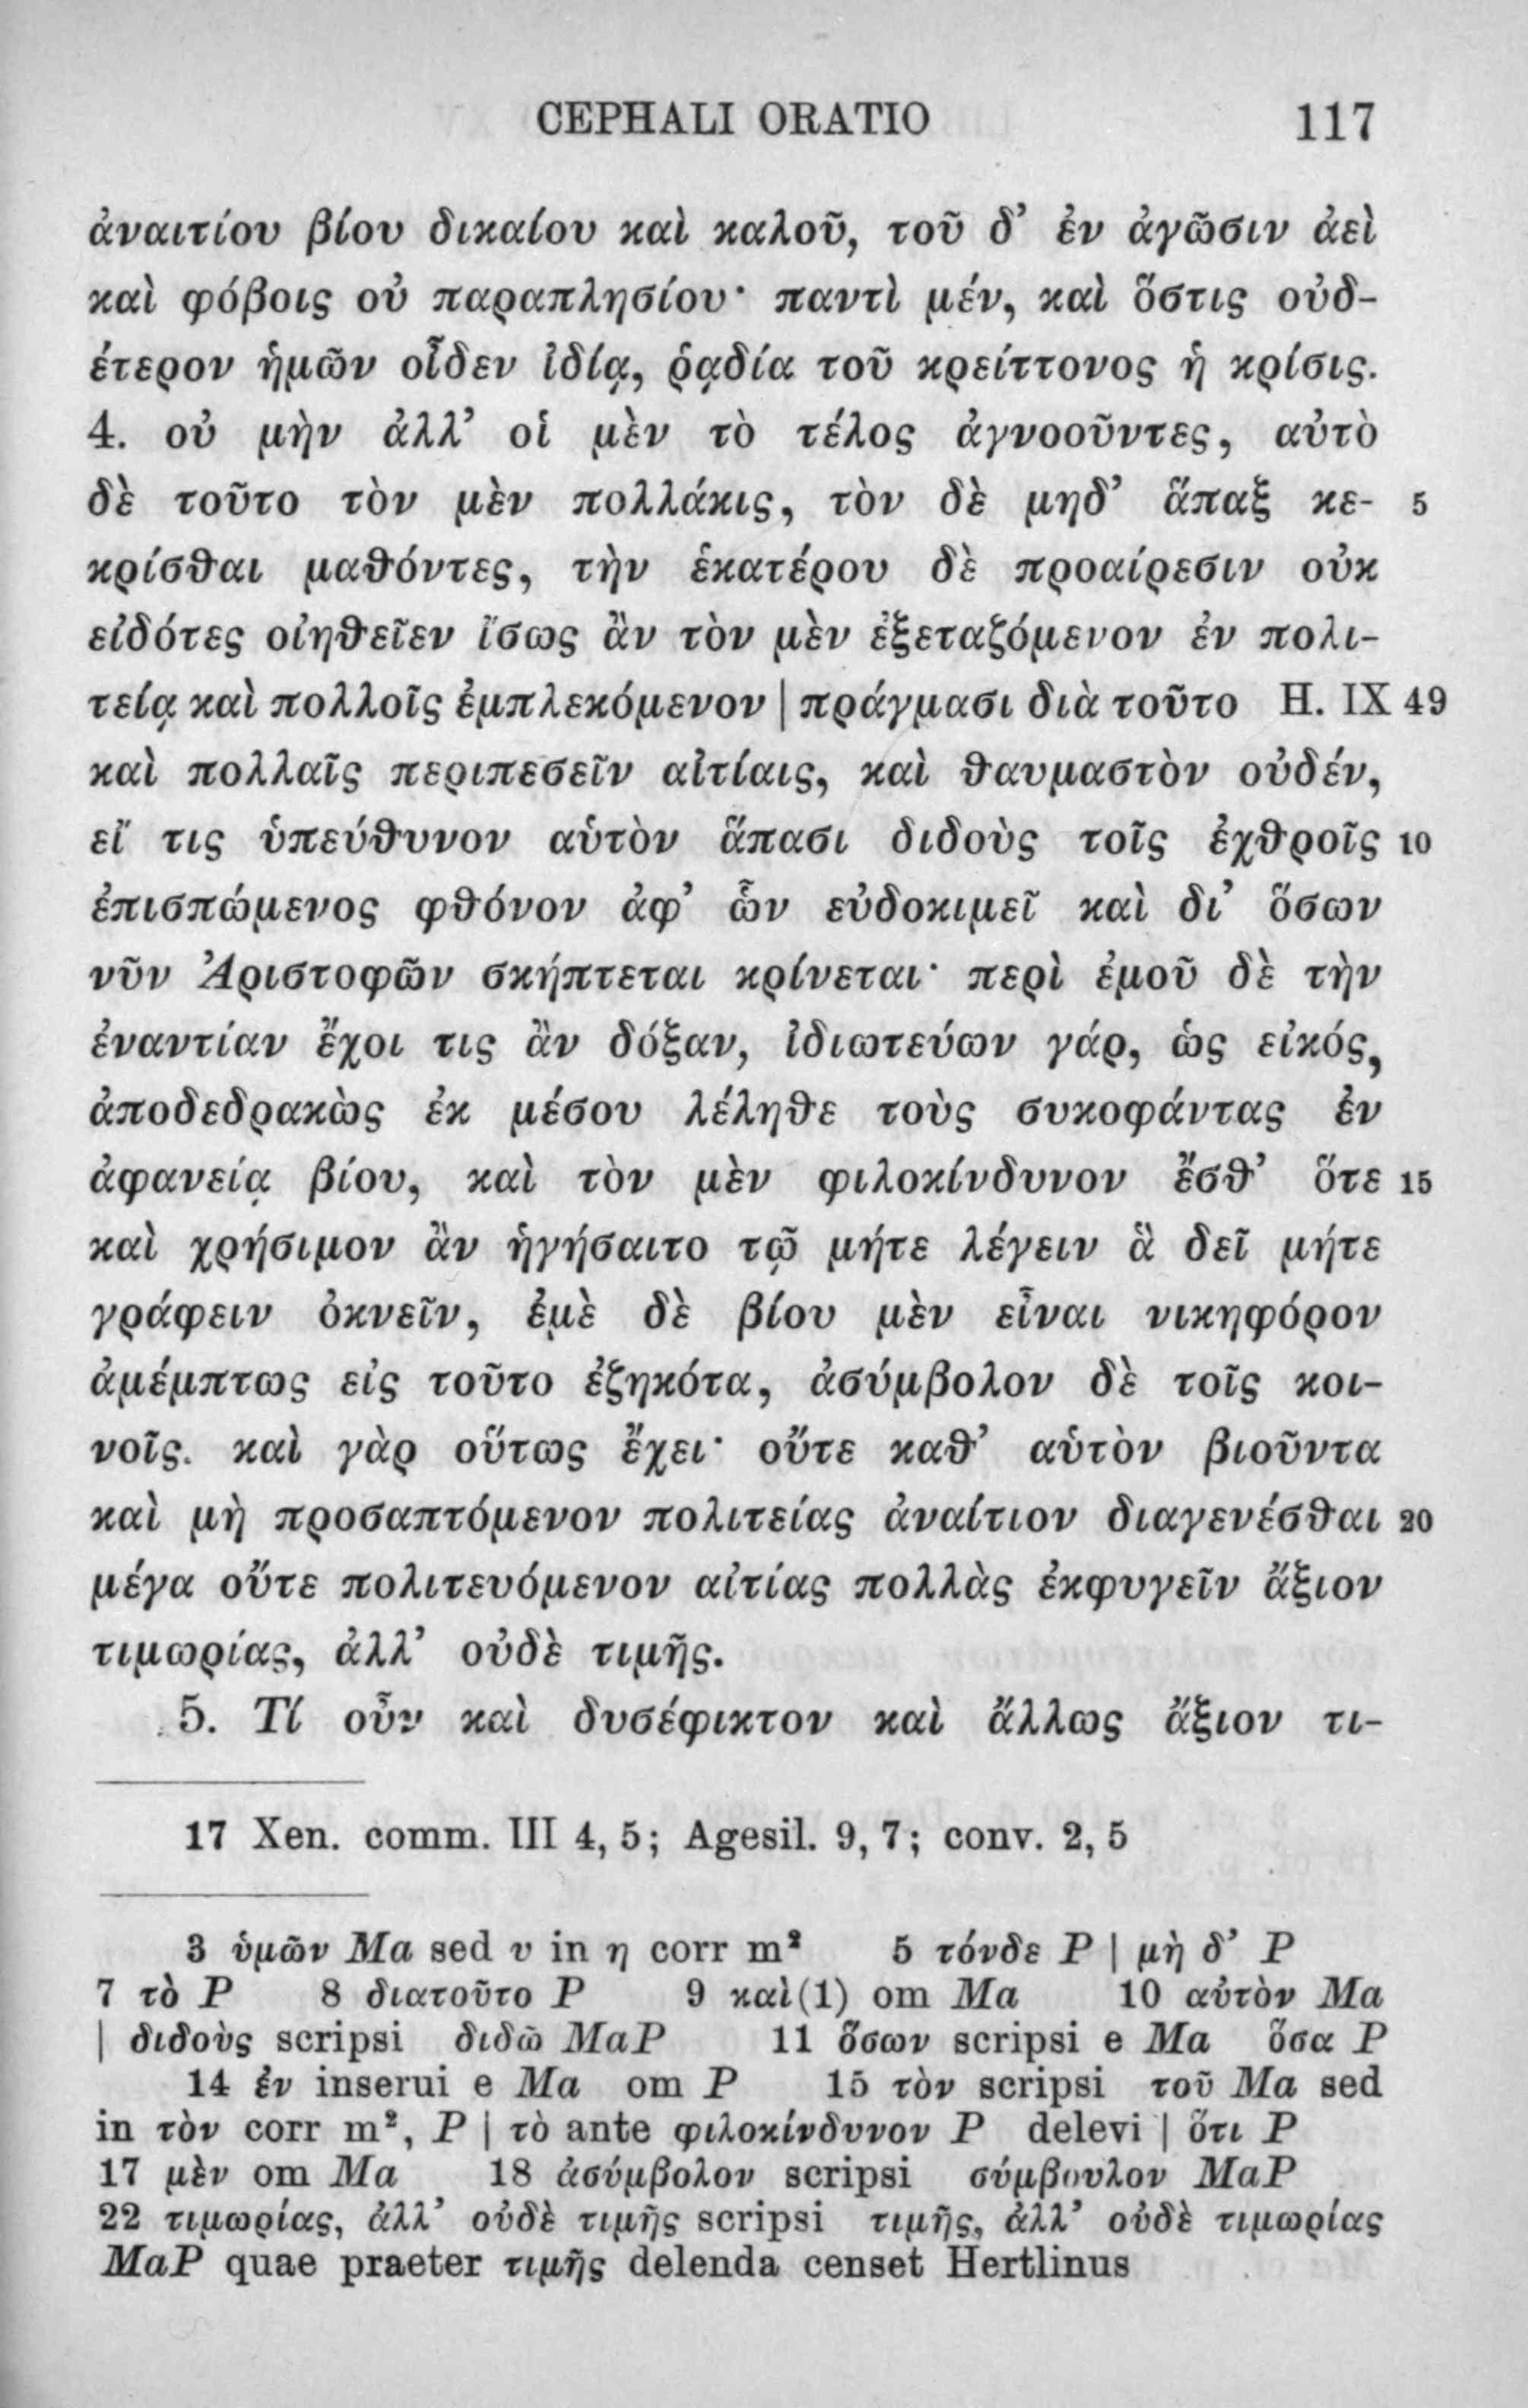 CEPHALI ORATIO 117
ἀναιτίου βίου δικαίου καὶ καλοῦ, τοῦ δ’ ἐν ἀγῶσιν ἀεὶ
καὶ φόβοις οὐ παραπλησίου· παντὶ μέν, καὶ ὅστις οὐδ-
έτερον ἡμῶν οἶδεν ἰδίᾳ, ῥᾳδία τοῦ κρείττονος ἡ κρίσις.
4. οὐ μὴν ἀλλ’ οἱ μὲν τὸ τέλος ἀγνοοῦντες, αὐτὸ
δὲ τοῦτο τὸν μὲν πολλάκις, τὸν δὲ μηδ’ ἅπαξ κε- 5
κρίσθαι μαθόντες, τὴν ἑκατέρου δὲ προαίρεσιν οὐκ
εἰδότες οἰηθεῖεν ἴσως ἂν τὸν μὲν ἐξεταζόμενον ἐν πολι-
τείᾳ καὶ πολλοῖς ἐμπλεκόμενον | πράγμασι διὰ τοῦτο H. IX 49
καὶ πολλαῖς περιπεσεῖν αἰτίαις, καὶ θαυμαστὸν οὐδέν,
εἴ τις ὑπεύθυνον αὑτὸν ἅπασι διδοὺς τοῖς ἐχθροῖς 10
ἐπισπώμενος φθόνον ἀφ’ ὧν εὐδοκιμεῖ καὶ δι’ ὅσων
νῦν Ἀριστοφῶν σκήπτεται κρίνεται· περὶ ἐμοῦ δὲ τὴν
ἐναντίαν ἔχοι τις ἂν δόξαν, ἰδιωτεύων γάρ, ὡς εἰκός,
ἀποδεδρακὼς ἐκ μέσου λέληθε τοὺς συκοφάντας ἐν
ἀφανείᾳ βίου, καὶ τὸν μὲν φιλοκίνδυνον ἔσθ’ ὅτε 15
καὶ χρήσιμον ἂν ἡγήσαιτο τῷ μήτε λέγειν ἃ δεῖ μήτε
γράφειν ὀκνεῖν, ἐμὲ δὲ βίου μὲν εἶναι νικηφόρον
ἀμέμπτως εἰς τοῦτο ἐζηκότα, ἀσύμβολον δὲ τοῖς κοι-
νοῖς. καὶ γὰρ οὕτως ἔχει· οὔτε καθ’ αὑτὸν βιοῦντα
καὶ μὴ προσαπτόμενον πολιτείας ἀναίτιον διαγενέσθαι 20
μέγα οὔτε πολιτευόμενον αἰτίας πολλὰς ἐκφυγεῖν ἄξιον
τιμωρίας, ἀλλ’ οὐδὲ τιμῆς.
5. Τί οὖν καὶ δυσέφικτον καὶ ἄλλως ἄξιον τι-
17 Xen. comm. III 4, 5; Agesil. 9, 7; conv. 2, 5
3 ὑμῶν Ma sed υ in η corr m² 5 τόνδε P | μὴ δ’ P
7 τὸ P 8 διατοῦτο P 9 καὶ(1) om Ma 10 αὐτὸν Ma
| διδοὺς scripsi διδῶ MaP 11 ὅσων scripsi e Ma ὅσα P
14 ἐν inserui e Ma om P 15 τὸν scripsi τοῦ Ma sed
in τὸν corr m², P | τὸ ante φιλοκίνδυνον P delevi | ὅτι P
17 μὲν om Ma 18 ἀσύμβολον scripsi σύμβουλον MaP
22 τιμωρίας, ἀλλ’ οὐδὲ τιμῆς scripsi τιμῆς, ἀλλ’ οὐδὲ τιμωρίας
MaP quae praeter τιμῆς delenda censet Hertlinus